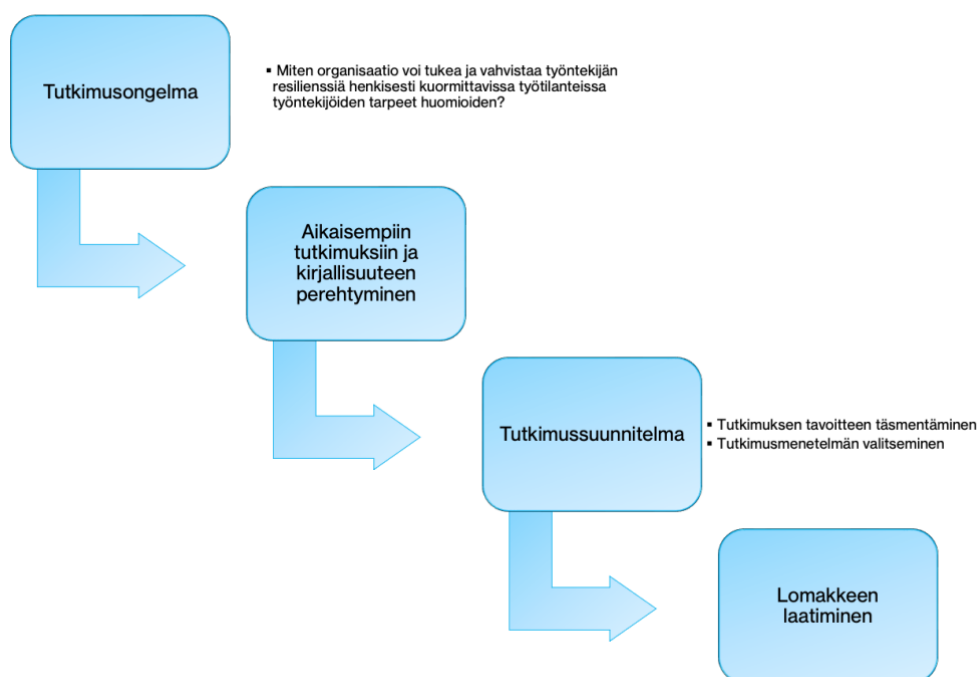 Tutkimusongelma
▪ Miten organisaatio voi tukea ja vahvistaa työntekijän
resilienssiä henkisesti kuormittavissa työtilanteissa
työntekijöiden tarpeet huomioiden?
Aikaisempiin
tutkimuksiin ja
kirjallisuuteen
perehtyminen
Tutkimussuunnitelma
▪ Tutkimuksen tavoitteen täsmentäminen
▪ Tutkimusmenetelmän valitseminen
Lomakkeen
laatiminen